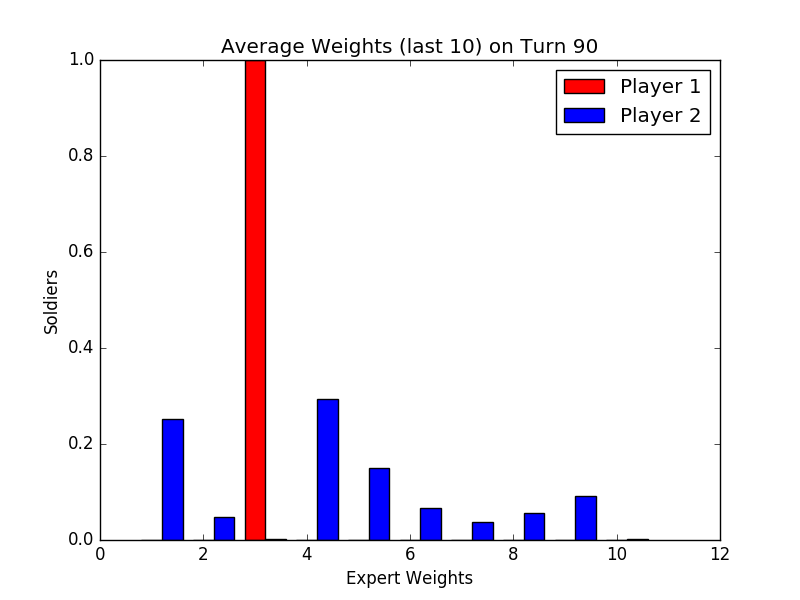 Average Weights (last 10) on Turn 90
Player 1
Player 2
1.0
0.8
0.6
0.4
0.2
0.0
Soldiers
0 2 4 6 8 10 12
Expert Weights